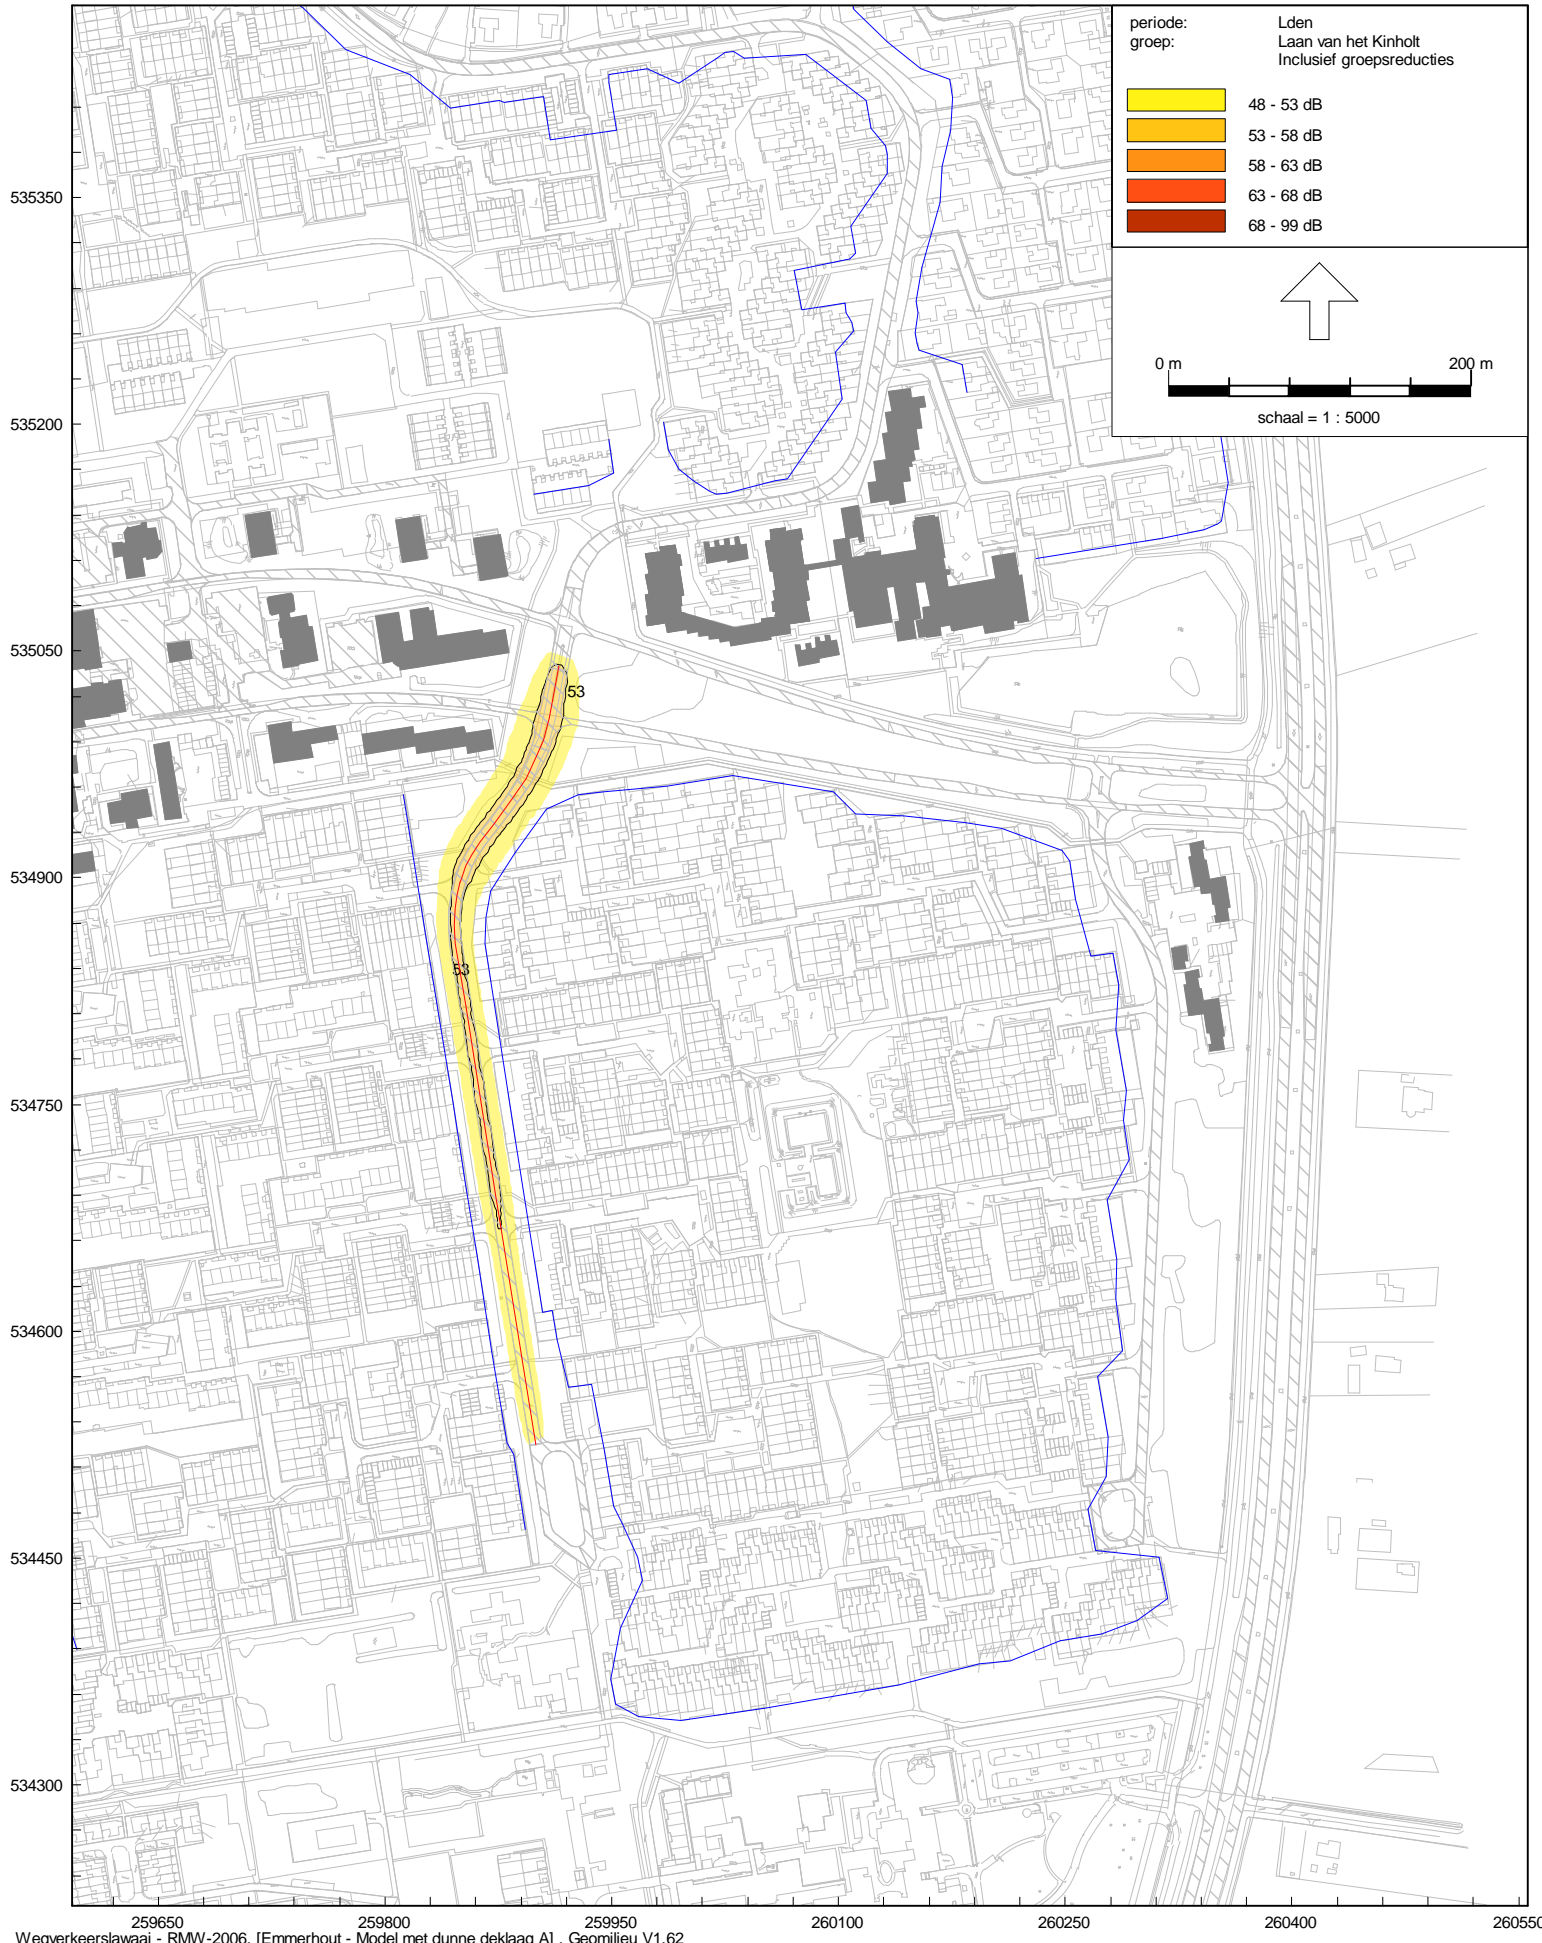 periode: Lden
groep: Laan van het Kinholt
Inclusief groepsreducties
48 - 53 dB
53 - 58 dB
58 - 63 dB
63 - 68 dB
68 - 99 dB
0 m 200 m
schaal = 1 : 5000
535350
535200
535050
534900
534750
534600
534450
534300
53
53
259650 259800 259950 260100 260250 260400 260550
Wegverkeerslawaai - RMW-2006, [Emmerhout - Model met dunne deklaag A] , Geomilieu V1.62